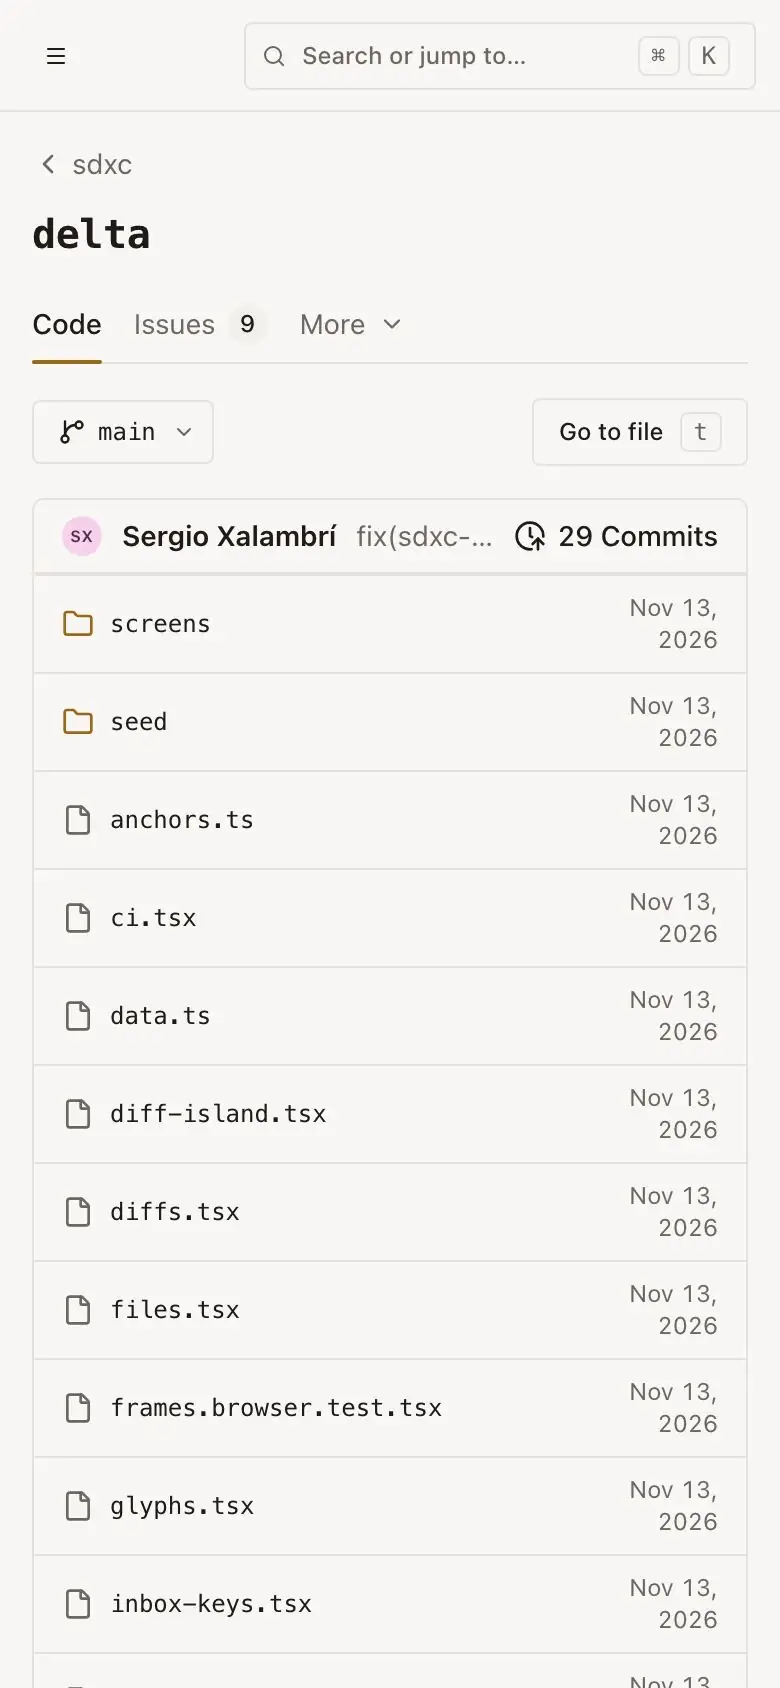 Search or jump to... ⌘ K
sdxc
delta
Code Issues 9 More
main Go to file t
SX Sergio Xalambrí fix(sdxc-... 29 Commits
screens Nov 13,
2026
seed Nov 13,
2026
anchors.ts Nov 13,
2026
ci.tsx Nov 13,
2026
data.ts Nov 13,
2026
diff-island.tsx Nov 13,
2026
diffs.tsx Nov 13,
2026
files.tsx Nov 13,
2026
frames.browser.test.tsx Nov 13,
2026
glyphs.tsx Nov 13,
2026
inbox-keys.tsx Nov 13,
2026
Nov 13,